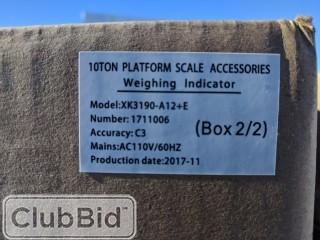 10TON PLATFORM SCALE ACCESSORIES
Weighing Indicator
Model:XK3190-A12+E
Number:1711006
Accuracy:C3
(Box 2/2)
Mains:AC110V/60HZ
Production date:2017-11
ClubBid™